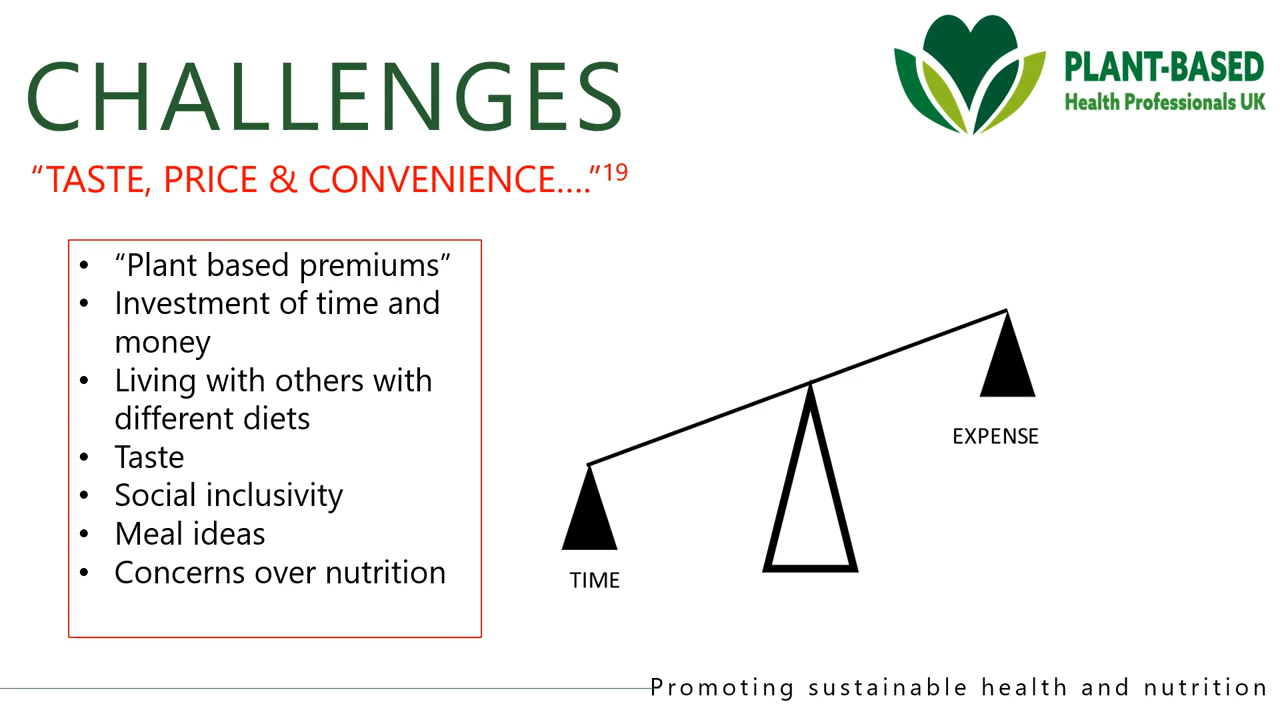 CHALLENGES
PLANT-BASED
Health Professionals UK
“TASTE, PRICE & CONVENIENCE....”19
• “Plant based premiums”
• Investment of time and
money
• Living with others with
different diets
• Taste
• Social inclusivity
• Meal ideas
• Concerns over nutrition
EXPENSE
TIME
Promoting sustainable health and nutrition